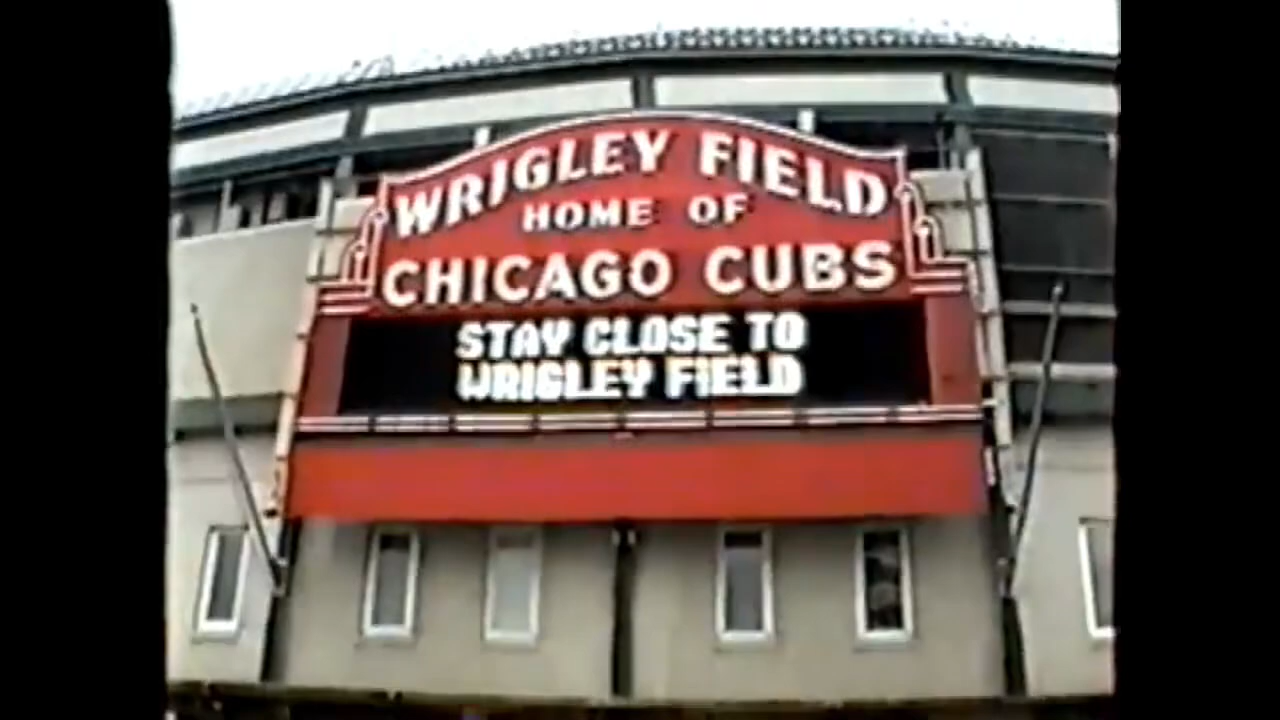 WRIGLEY FIELD
HOME OF
CHICAGO CUBS
STAY CLOSE TO
WRIGLEY FIELD